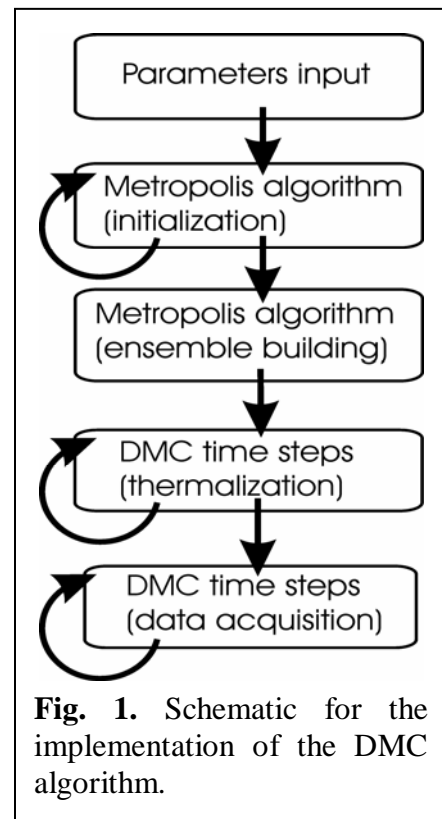 Parameters input
Metropolis algorithm
(initialization)
Metropolis algorithm
(ensemble building)
DMC time steps
(thermalization)
DMC time steps
(data acquisition)
Fig. 1. Schematic for the
implementation of the DMC
algorithm.